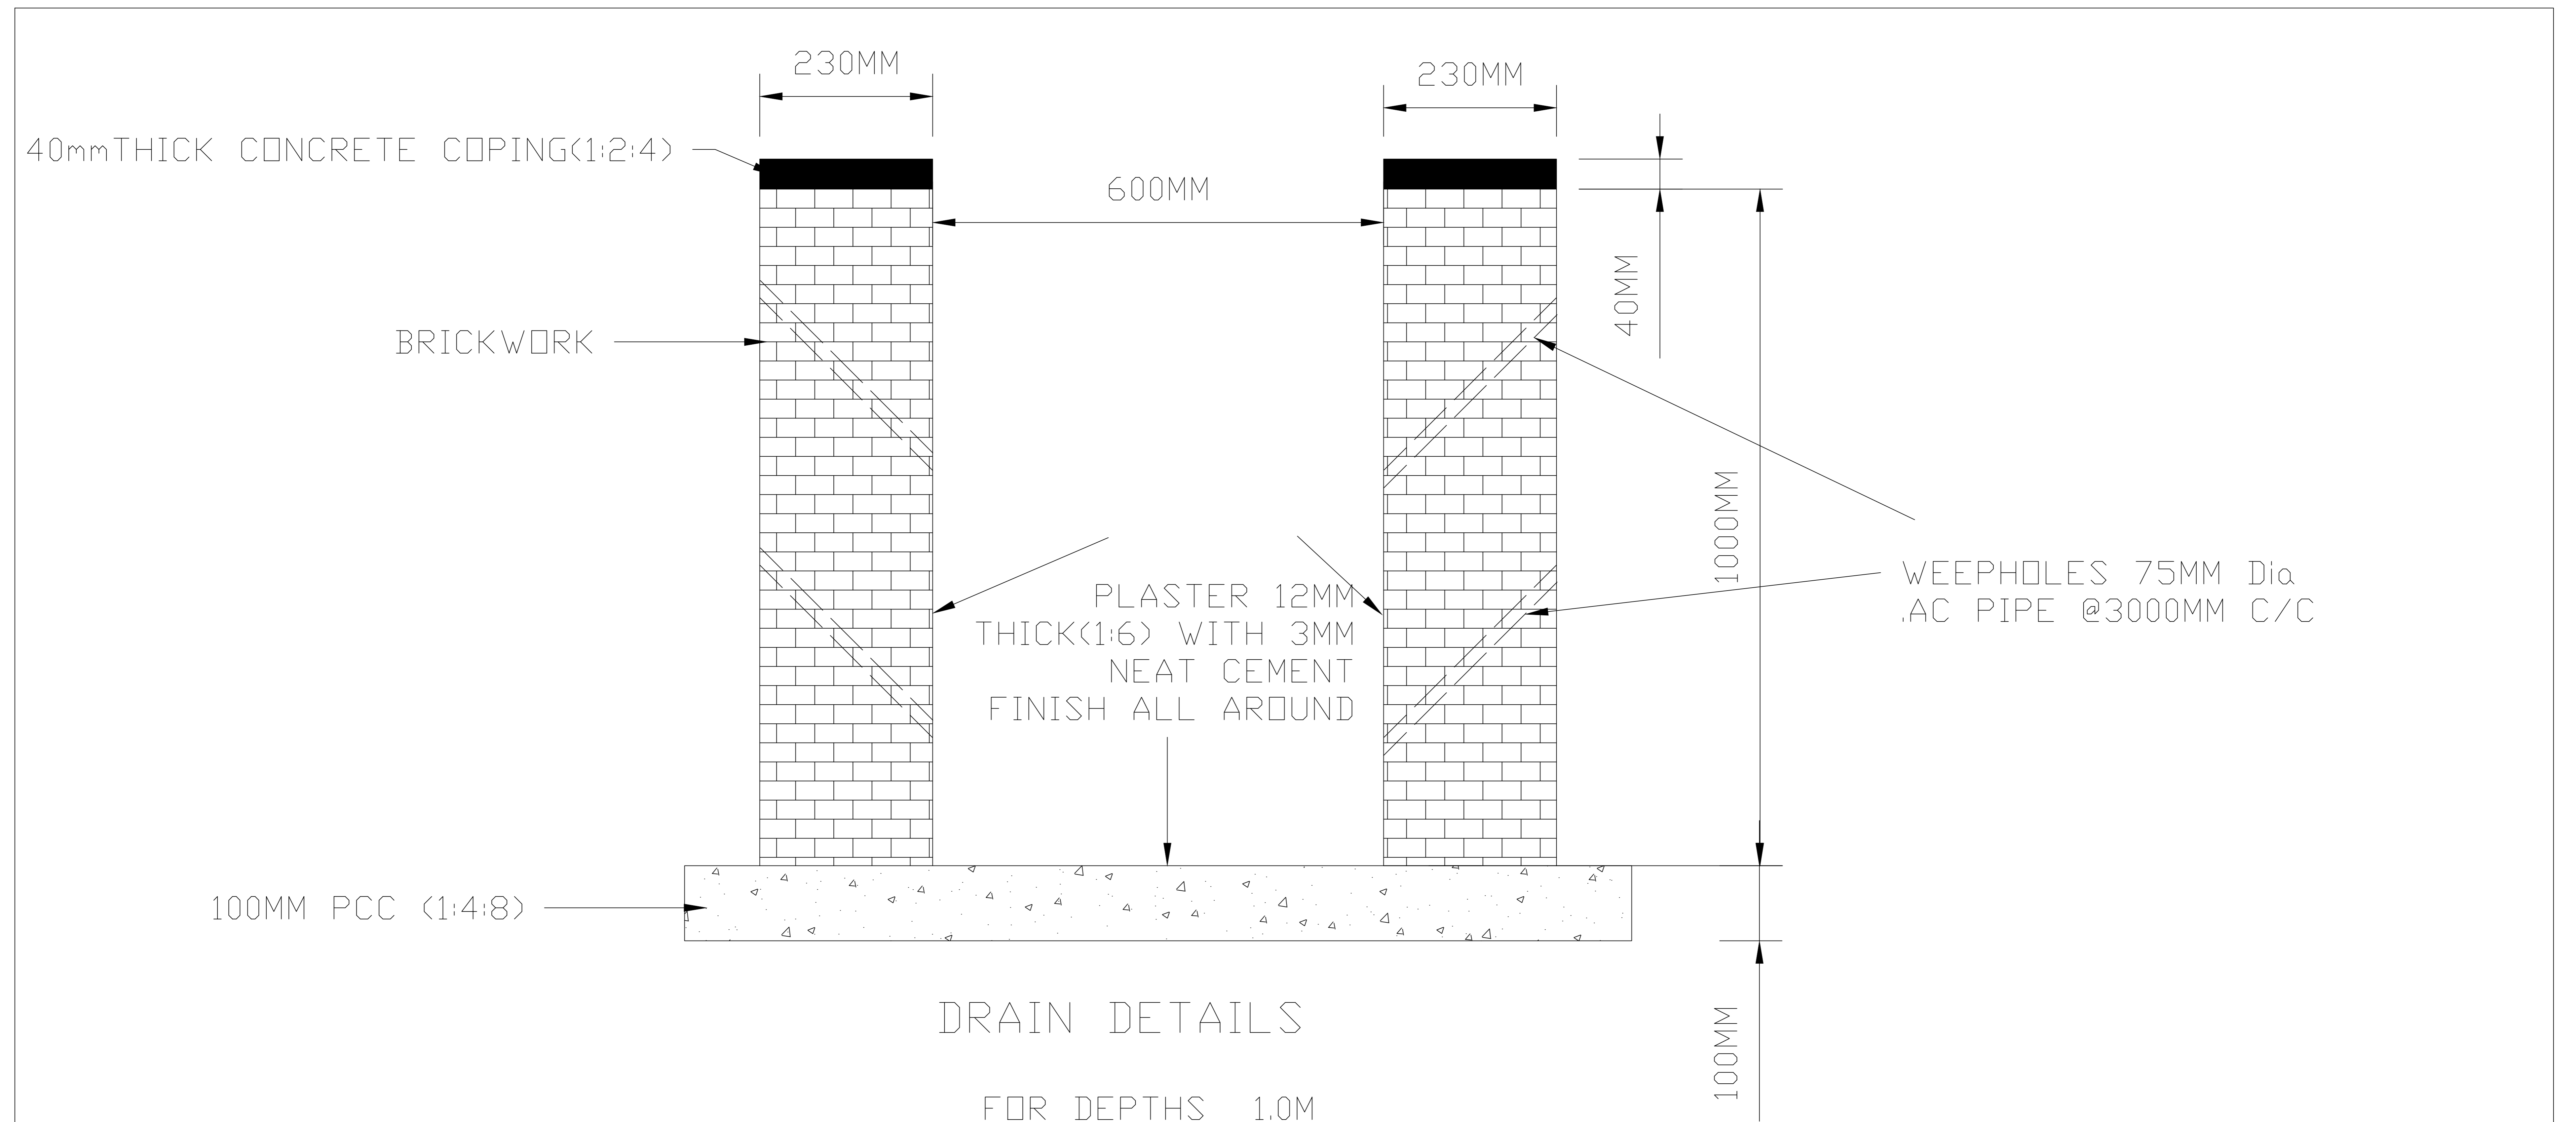 230MM
230MM
40mmTHICK CONCRETE COPING(1:2:4)
600MM
40MM
BRICKWORK
1000MM
WEEPHOLES 75MM Dia
.AC PIPE @3000MM C/C
PLASTER 12MM
THICK(1:6) WITH 3MM
NEAT CEMENT
FINISH ALL AROUND
100MM PCC (1:4:8)
100MM
DRAIN DETAILS
FOR DEPTHS 1.0M